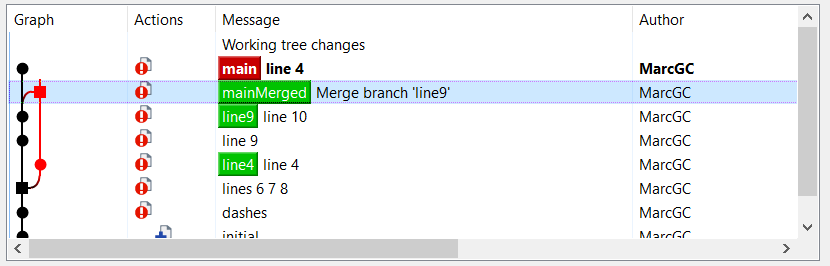 Graph Actions Message Author
Working tree changes
main line 4 MarcGC
mainMerged Merge branch 'line9' MarcGC
line9 line 10 MarcGC
line 9 MarcGC
line4 line 4 MarcGC
lines 6 7 8 MarcGC
dashes MarcGC
initial MarcGC